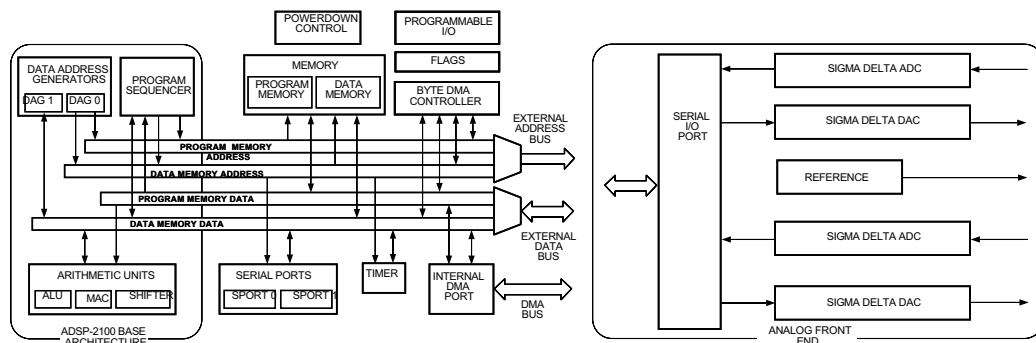 POWERDOWN
CONTROL
PROGRAMMABLE
I/O
FLAGS
MEMORY
PROGRAM
MEMORY
DATA
MEMORY
BYTE DMA
CONTROLLER
DATA ADDRESS
GENERATORS
DAG 1
DAG 0
PROGRAM
SEQUENCER
EXTERNAL
ADDRESS
BUS
PROGRAM MEMORY
ADDRESS
DATA MEMORY ADDRESS
PROGRAM MEMORY DATA
DATA MEMORY DATA
EXTERNAL
DATA
BUS
ARITHMETIC UNITS
ALU
MAC
SHIFTER
SERIAL PORTS
SPORT 0
SPORT 1
TIMER
INTERNAL
DMA
PORT
DMA
BUS
ADSP-2100 BASE
ARCHITECTURE
SERIAL
I/O
PORT
SIGMA DELTA ADC
SIGMA DELTA DAC
REFERENCE
SIGMA DELTA ADC
SIGMA DELTA DAC
ANALOG FRONT
END